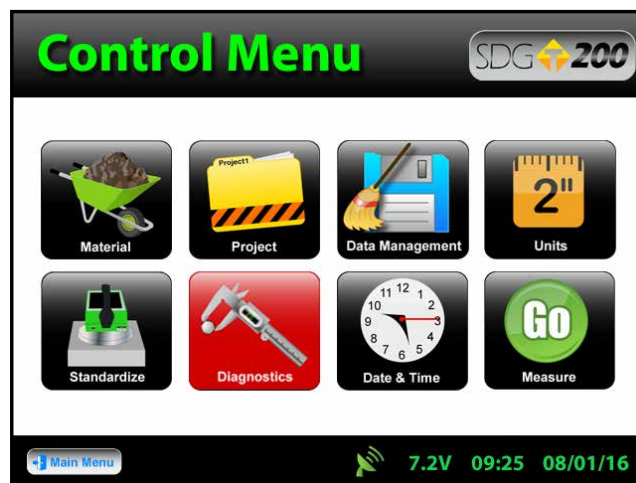 Control Menu
SDG T 200
Project1
2"
Material
Project
Data Management
Units
11 12 1
10 2
9 3
8 4
7 6 5
Go
Standardize
Diagnostics
Date & Time
Measure
Main Menu
7.2V 09:25 08/01/16